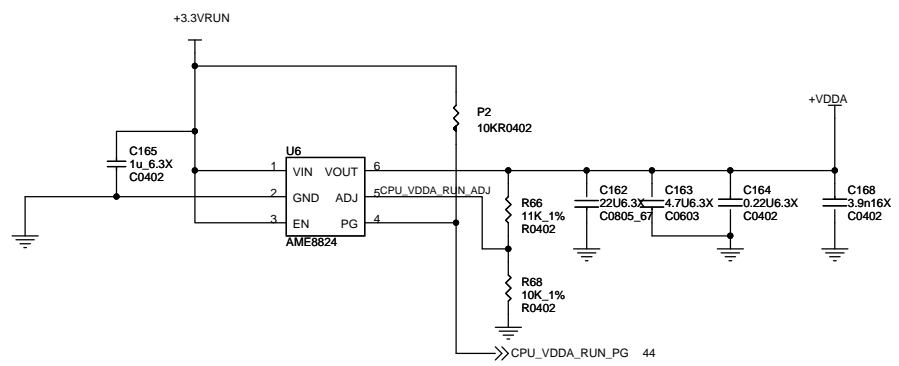 +3.3VRUN
P2
10KR0402
+VDDA
C165
1u_6.3X
C0402
U6
1 VIN VOUT 6
2 GND ADJ 5 CPU_VDDA_RUN_ADJ
3 EN PG 4
AME8824
R66
11K_1%
R0402
C162
22U6.3X
C0805_67
C163
4.7U6.3X
C0603
C164
0.22U6.3X
C0402
C168
3.9n16X
C0402
R68
10K_1%
R0402
CPU_VDDA_RUN_PG 44